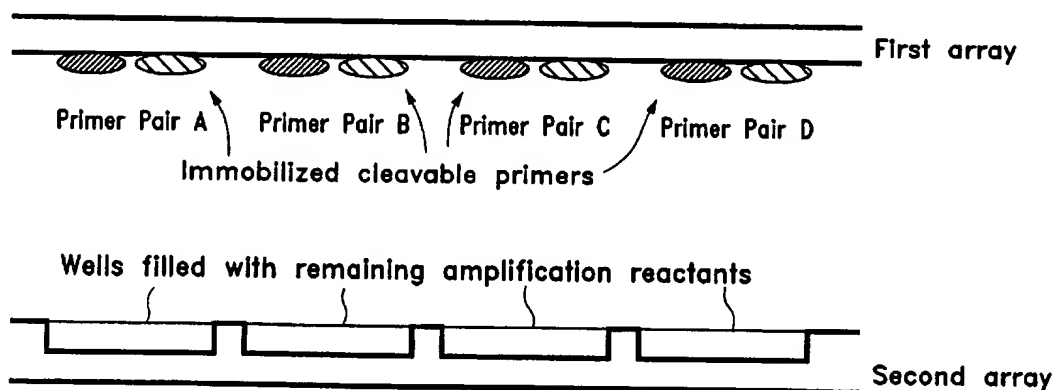 First array
Primer Pair A
Primer Pair B
Primer Pair C
Primer Pair D
Immobilized cleavable primers
Wells filled with remaining amplification reactants
Second array